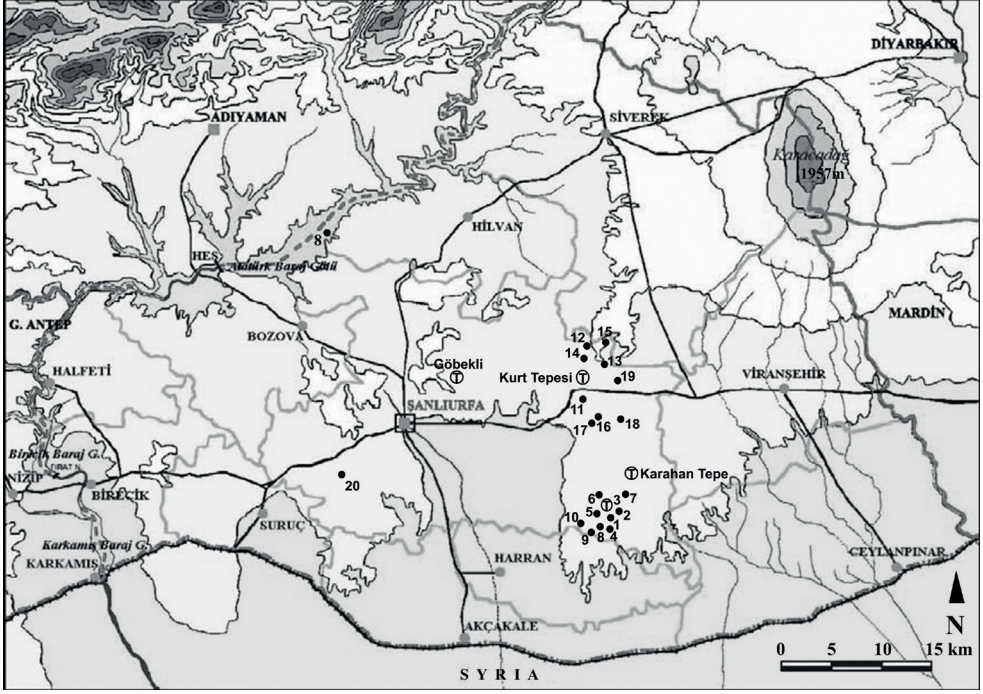 DİYARBAKIR
ADIYAMAN
SİVEREK
Karacadağ
1957m
HİLVAN
8
HES
Atatürk Baraj Gölü
G. ANTEP
BOZOVA
MARDİN
12
15
14
13
Göbekli
T
Kurt Tepesi
T
19
HALFETİ
VİRANŞEHİR
ŞANLIURFA
11
17
16
18
Birecik Baraj G.
FIRAT N.
NİZİP
BİRECİK
20
T
Karahan Tepe
6
3
7
T
5
2
10
1
9
8
4
SURUÇ
Karkamış Baraj G.
KARKAMIŞ
HARRAN
CEYLANPINAR
AKÇAKALE
N
SYRIA
0 5 10 15 km